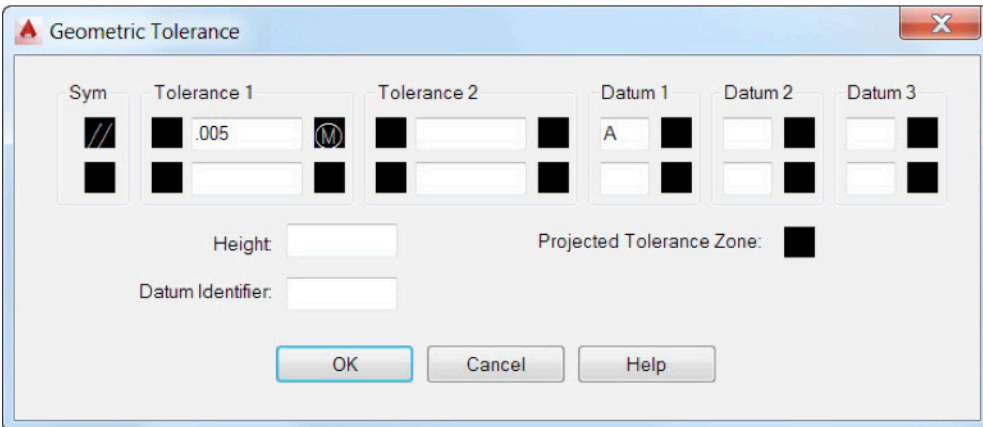 Geometric Tolerance
Sym Tolerance 1 Tolerance 2 Datum 1 Datum 2 Datum 3
// .005 Ⓜ A
Height:
Projected Tolerance Zone:
Datum Identifier:
OK Cancel Help